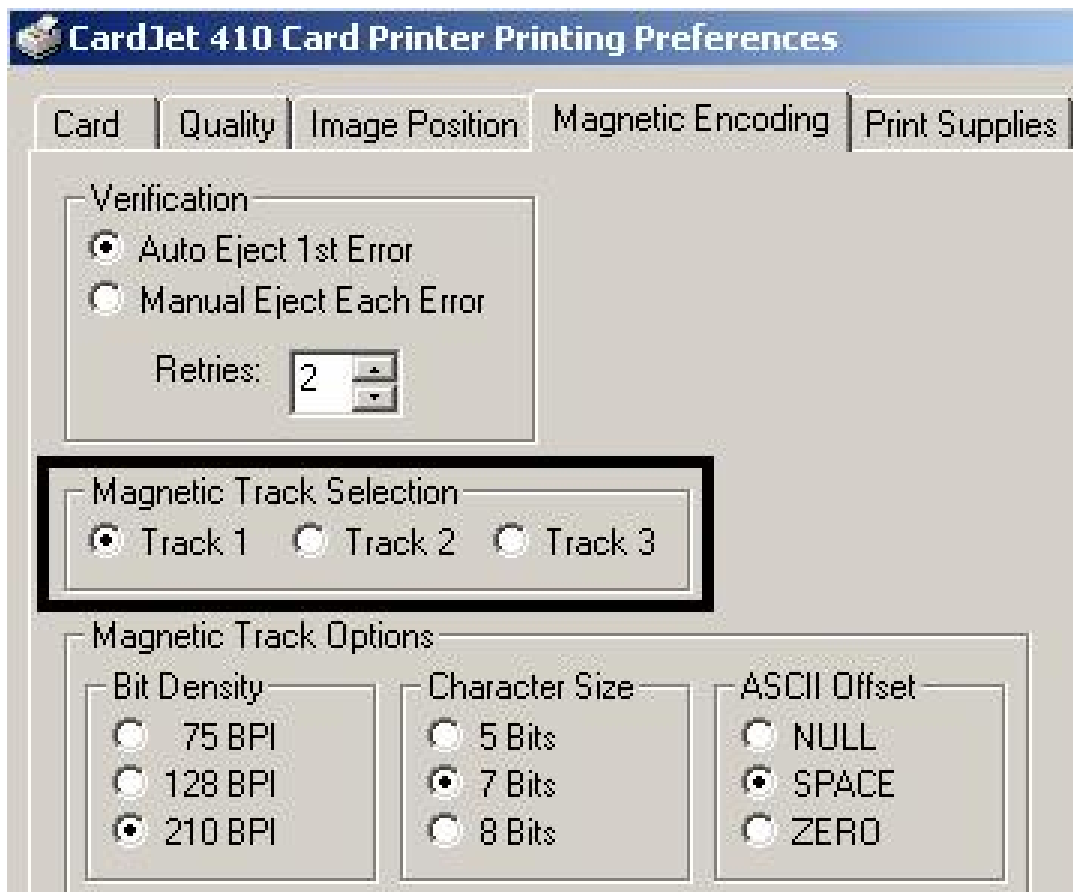 CardJet 410 Card Printer Printing Preferences
Card Quality Image Position Magnetic Encoding Print Supplies
Verification
Auto Eject 1st Error
Manual Eject Each Error
Retries: 2
Magnetic Track Selection
Track 1 Track 2 Track 3
Magnetic Track Options
Bit Density Character Size ASCII Offset
75 BPI 5 Bits NULL
128 BPI 7 Bits SPACE
210 BPI 8 Bits ZERO